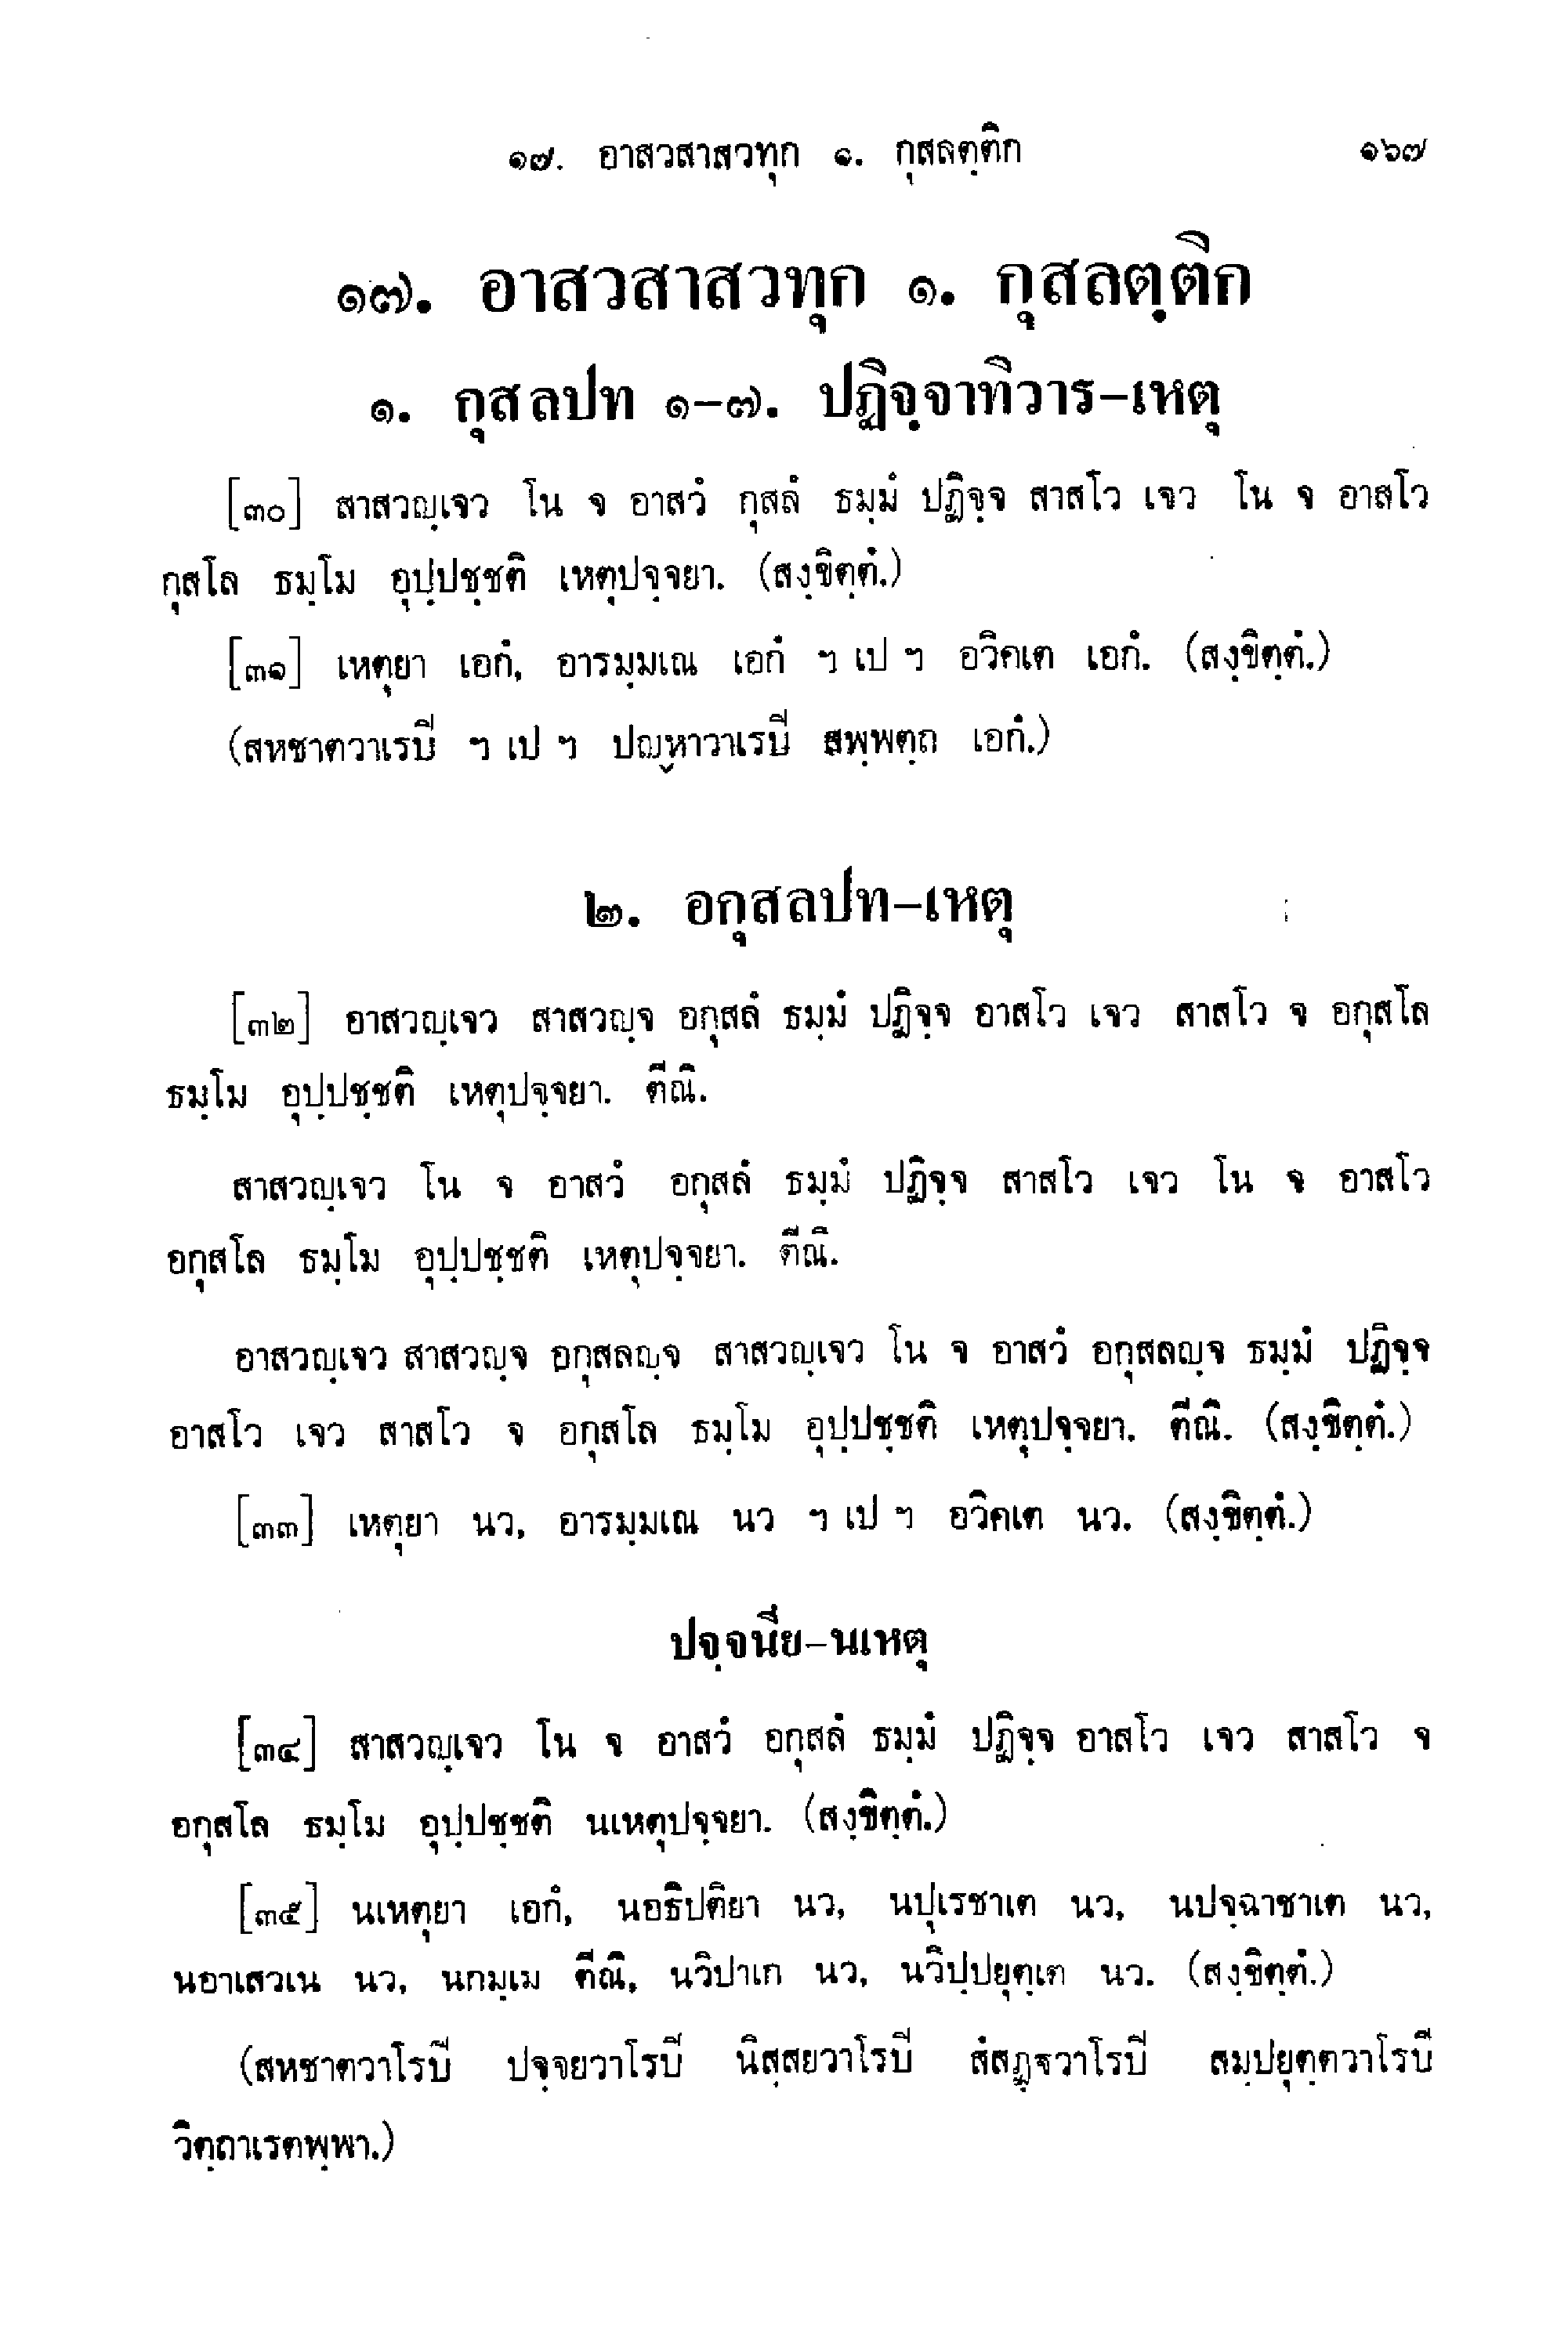 ๑๗. อาสวสาสวทุก ๑. กุสลตฺติก ๑๖๗
๑๗. อาสวสาสวทุก ๑. กุสลตฺติก
๑. กุสลปท ๑-๗. ปฏิจฺจาทิวาร-เหตุ
[๓๐] สาสวญฺเจว โน จ อาสวํ กุสลํ ธมฺมํ ปฏิจฺจ สาสโว เจว โน จ อาสโว
กุสโล ธมฺโม อุปฺปชฺชติ เหตุปจฺจยา. (สงฺขิตฺตํ.)
[๓๑] เหตุยา เอกํ, อารมฺมเณ เอกํ ฯ เป ฯ อวิคเต เอกํ. (สงฺขิตฺตํ.)
(สหชาตวาเรปิ ฯ เป ฯ ปญฺหาวาเรปิ สพฺพตฺถ เอกํ.)
๒. อกุสลปท-เหตุ
[๓๒] อาสวญฺเจว สาสวญฺจ อกุสลํ ธมฺมํ ปฏิจฺจ อาสโว เจว สาสโว จ อกุสโล
ธมฺโม อุปฺปชฺชติ เหตุปจฺจยา. ตีณิ.
สาสวญฺเจว โน จ อาสวํ อกุสลํ ธมฺมํ ปฏิจฺจ สาสโว เจว โน จ อาสโว
อกุสโล ธมฺโม อุปฺปชฺชติ เหตุปจฺจยา. ตีณิ.
อาสวญฺเจว สาสวญฺจ อกุสลญฺจ สาสวญฺเจว โน จ อาสวํ อกุสลญฺจ ธมฺมํ ปฏิจฺจ
อาสโว เจว สาสโว จ อกุสโล ธมฺโม อุปฺปชฺชติ เหตุปจฺจยา. ตีณิ. (สงฺขิตฺตํ.)
[๓๓] เหตุยา นว, อารมฺมเณ นว ฯ เป ฯ อวิคเต นว. (สงฺขิตฺตํ.)
ปจฺจนีย-นเหตุ
[๓๔] สาสวญฺเจว โน จ อาสวํ อกุสลํ ธมฺมํ ปฏิจฺจ อาสโว เจว สาสโว จ
อกุสโล ธมฺโม อุปฺปชฺชติ นเหตุปจฺจยา. (สงฺขิตฺตํ.)
[๓๕] นเหตุยา เอกํ, นอธิปติยา นว, นปุเรชาเต นว, นปจฺฉาชาเต นว,
นอาเสวเน นว, นกมฺเม ตีณิ, นวิปาเก นว, นวิปฺปยุตฺเต นว. (สงฺขิตฺตํ.)
(สหชาตวาโรปิ ปจฺจยวาโรปิ นิสฺสยวาโรปิ สํสฏฺฐวาโรปิ สมฺปยุตฺตวาโรปิ
วิตฺถาเรตพฺพา.)